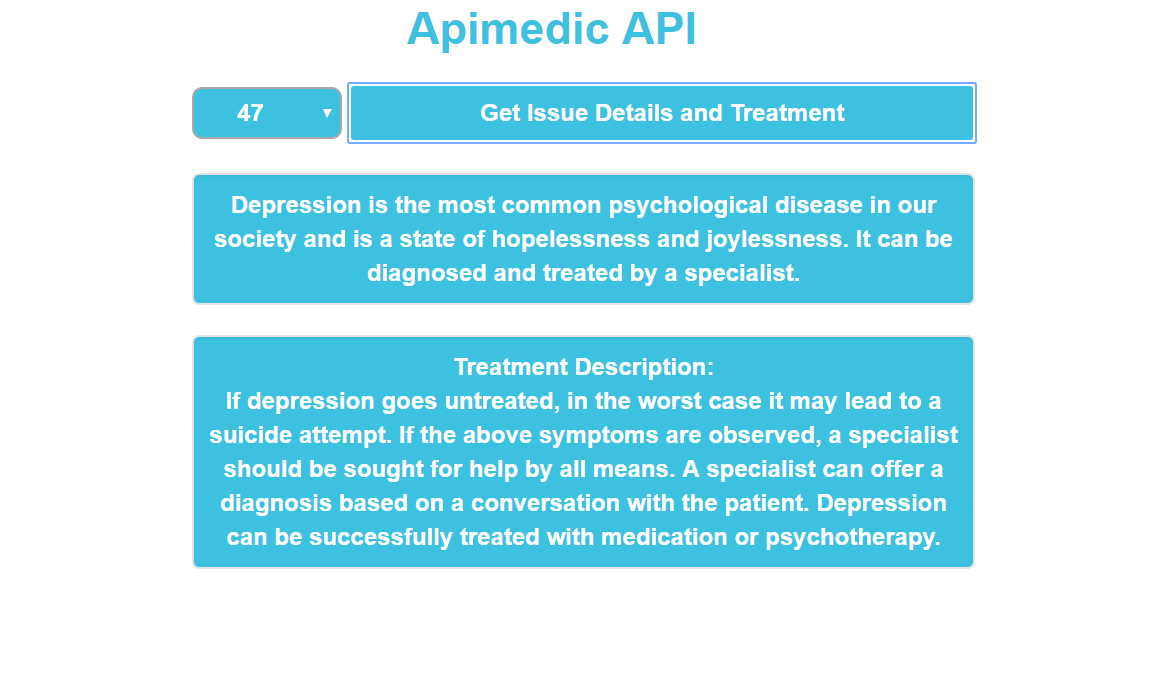 Apimedic API
47 ▼ Get Issue Details and Treatment
Depression is the most common psychological disease in our
society and is a state of hopelessness and joylessness. It can be
diagnosed and treated by a specialist.
Treatment Description:
If depression goes untreated, in the worst case it may lead to a
suicide attempt. If the above symptoms are observed, a specialist
should be sought for help by all means. A specialist can offer a
diagnosis based on a conversation with the patient. Depression
can be successfully treated with medication or psychotherapy.